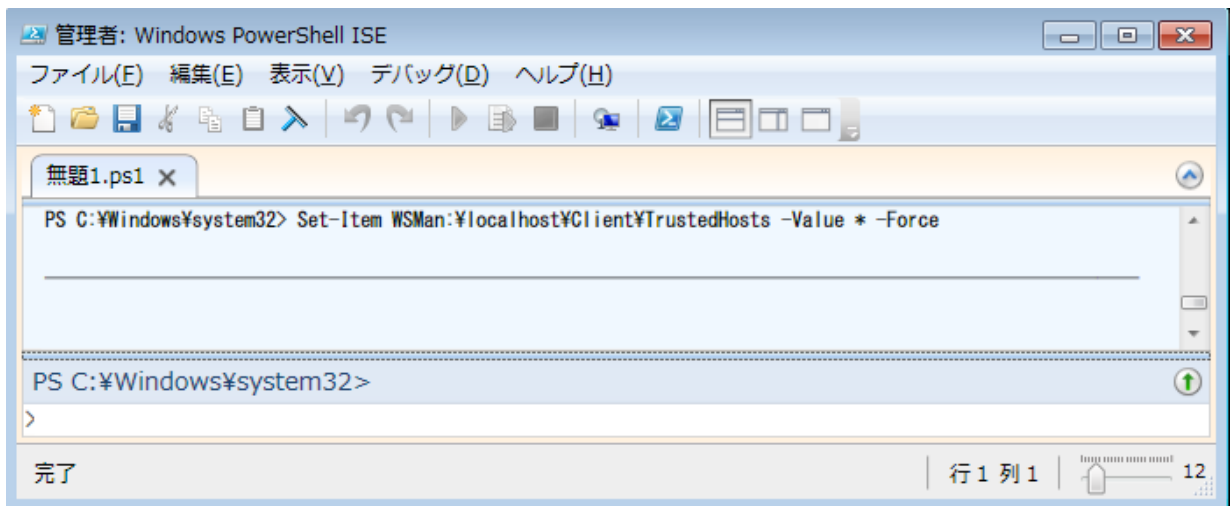 管理者: Windows PowerShell ISE
ファイル(F) 編集(E) 表示(V) デバッグ(D) ヘルプ(H)
無題1.ps1
PS C:¥Windows¥system32> Set-Item WSMan:¥localhost¥Client¥TrustedHosts -Value * -Force
PS C:¥Windows¥system32>
>
完了 行 1 列 1 12